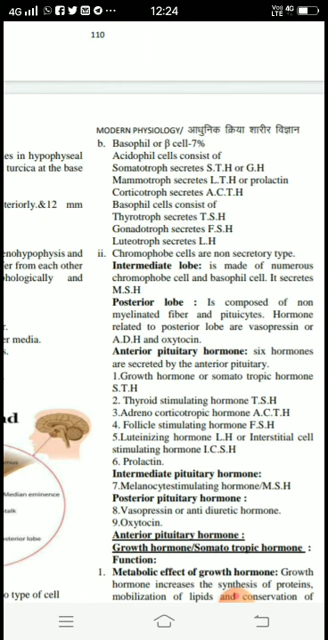 4G 12:24 Vo) 4G LTE
110
MODERN PHYSIOLOGY/ आधुनिक क्रिया शारीर विज्ञान
es in hypophyseal
turcica at the base
teriorly.&12 mm
enohypophysis and
er from each other
phologically and
r.
er media.
s.
d
Median eminence
talk
osterior lobe
o type of cell
b. Basophil or β cell-7%
Acidophil cells consist of
Somatotroph secretes S.T.H or G.H
Mammotroph secretes L.T.H or prolactin
Corticotroph secretes A.C.T.H
Basophil cells consist of
Thyrotroph secretes T.S.H
Gonadotroph secretes F.S.H
Luteotroph secretes L.H
ii. Chromophobe cells are non secretory type.
Intermediate lobe: is made of numerous
chromophobe cell and basophil cell. It secretes
M.S.H
Posterior lobe : Is composed of non
myelinated fiber and pituicytes. Hormone
related to posterior lobe are vasopressin or
A.D.H and oxytocin.
Anterior pituitary hormone: six hormones
are secreted by the anterior pituitary.
1.Growth hormone or somato tropic hormone
S.T.H
2. Thyroid stimulating hormone T.S.H
3.Adreno corticotropic hormone A.C.T.H
4. Follicle stimulating hormone F.S.H
5.Luteinizing hormone L.H or Interstitial cell
stimulating hormone I.C.S.H
6. Prolactin.
Intermediate pituitary hormone:
7.Melanocytestimulating hormone/M.S.H
Posterior pituitary hormone :
8.Vasopressin or anti diuretic hormone.
9.Oxytocin.
Anterior pituitary hormone :
Growth hormone/Somato tropic hormone :
Function:
1. Metabolic effect of growth hormone: Growth
hormone increases the synthesis of proteins,
mobilization of lipids and conservation of